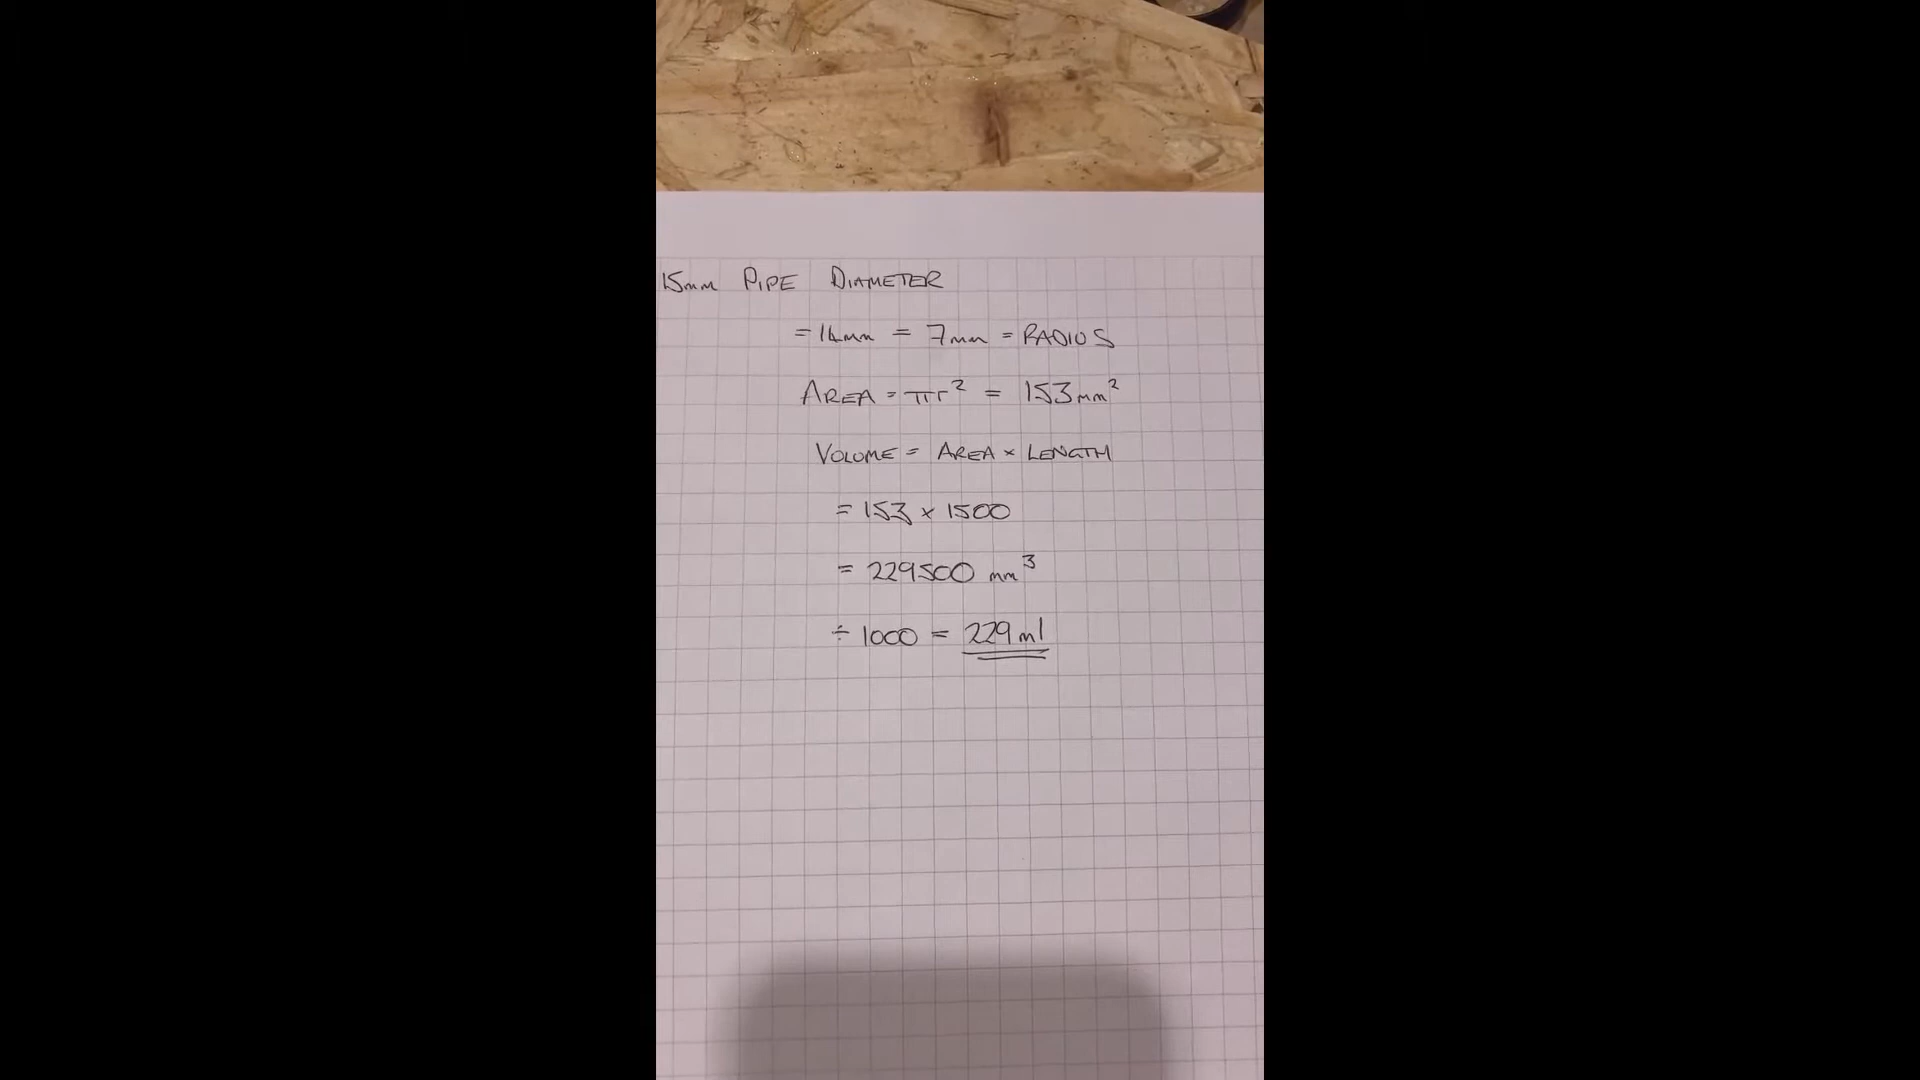 15mm PIPE DIAMETER
= 14mm = 7mm = RADIUS
AREA = πr² = 153mm²
VOLUME = AREA × LENGTH
= 153 × 1500
= 229500 mm³
÷ 1000 = 229ml